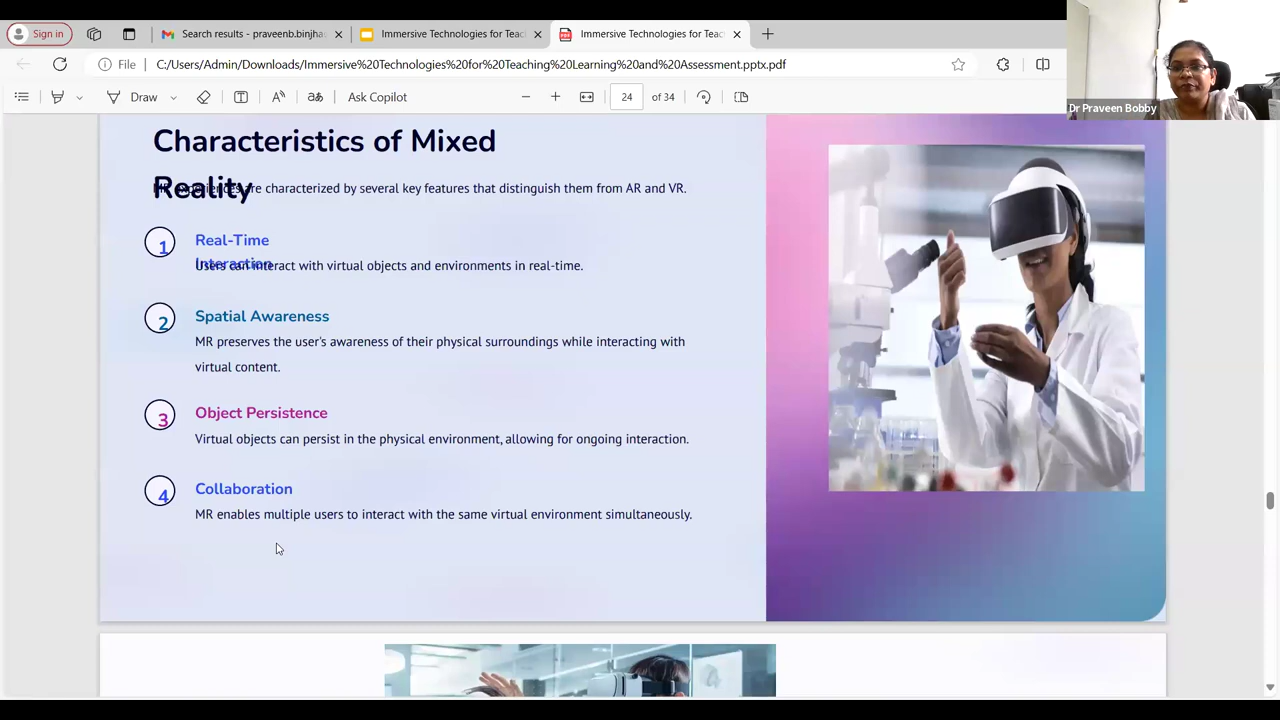 Sign in
Search results - praveenb.binjha
Immersive Technologies for Teac
Immersive Technologies for Teac
File
C:/Users/Admin/Downloads/Immersive%20Technologies%20for%20Teaching%20Learning%20and%20Assessment.pptx.pdf
Draw
Ask Copilot
24 of 34
Dr Praveen Bobby
Characteristics of Mixed
Reality
MR experiences are characterized by several key features that distinguish them from AR and VR.
1
Real-Time
Interaction
Users can interact with virtual objects and environments in real-time.
2
Spatial Awareness
MR preserves the user's awareness of their physical surroundings while interacting with
virtual content.
3
Object Persistence
Virtual objects can persist in the physical environment, allowing for ongoing interaction.
4
Collaboration
MR enables multiple users to interact with the same virtual environment simultaneously.